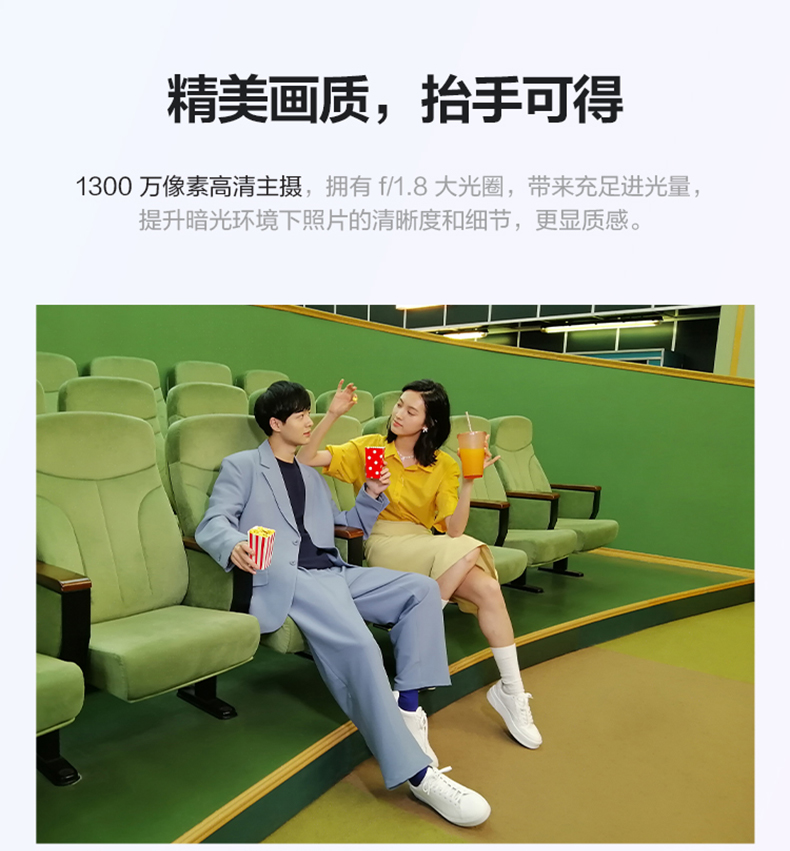 精美画质，抬手可得
1300 万像素高清主摄，拥有 f/1.8 大光圈，带来充足进光量，
提升暗光环境下照片的清晰度和细节，更显质感。